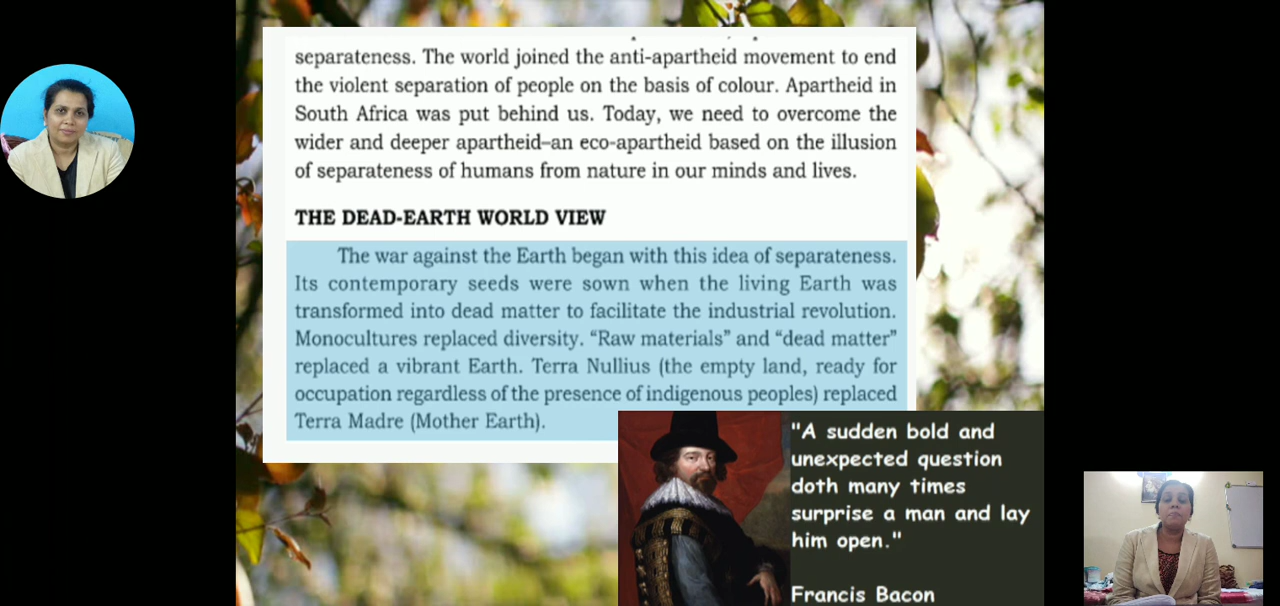 separateness. The world joined the anti-apartheid movement to end
the violent separation of people on the basis of colour. Apartheid in
South Africa was put behind us. Today, we need to overcome the
wider and deeper apartheid–an eco-apartheid based on the illusion
of separateness of humans from nature in our minds and lives.
THE DEAD-EARTH WORLD VIEW
The war against the Earth began with this idea of separateness.
Its contemporary seeds were sown when the living Earth was
transformed into dead matter to facilitate the industrial revolution.
Monocultures replaced diversity. “Raw materials” and “dead matter”
replaced a vibrant Earth. Terra Nullius (the empty land, ready for
occupation regardless of the presence of indigenous peoples) replaced
Terra Madre (Mother Earth).
"A sudden bold and
unexpected question
doth many times
surprise a man and lay
him open."
Francis Bacon